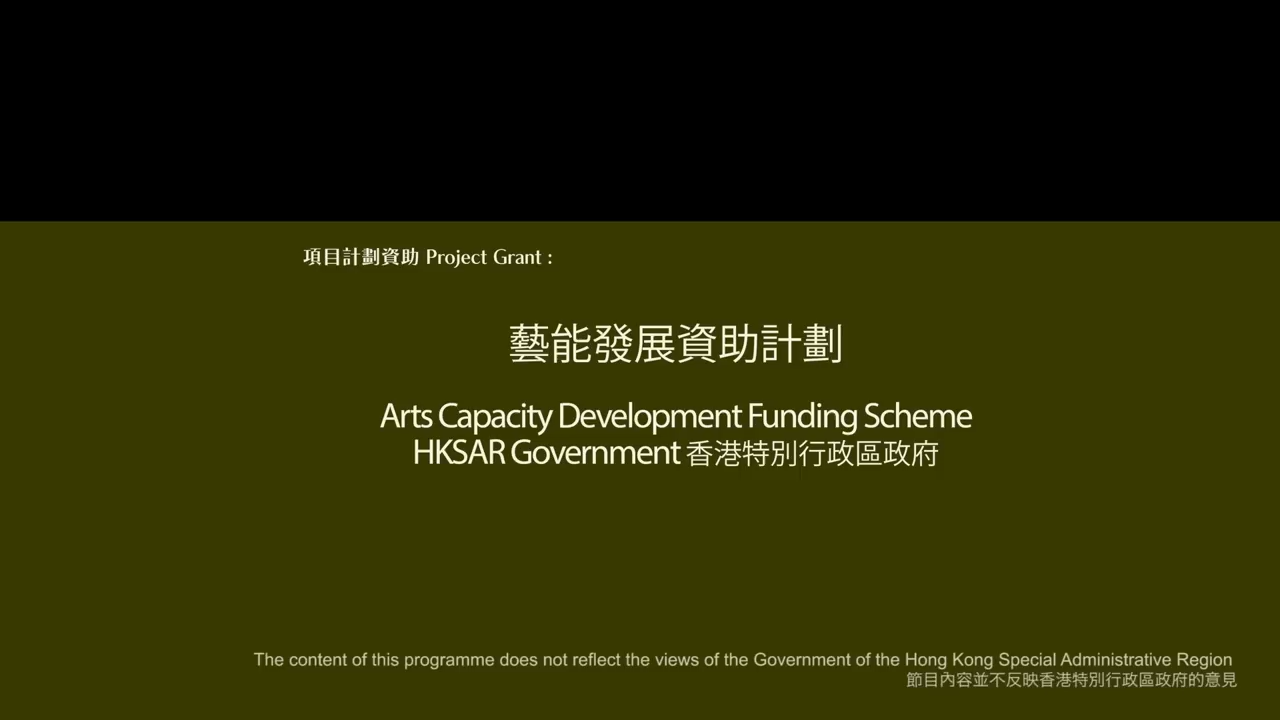 項目計劃資助 Project Grant :
藝能發展資助計劃
Arts Capacity Development Funding Scheme
HKSAR Government 香港特別行政區政府
The content of this programme does not reflect the views of the Government of the Hong Kong Special Administrative Region
節目內容並不反映香港特別行政區政府的意見